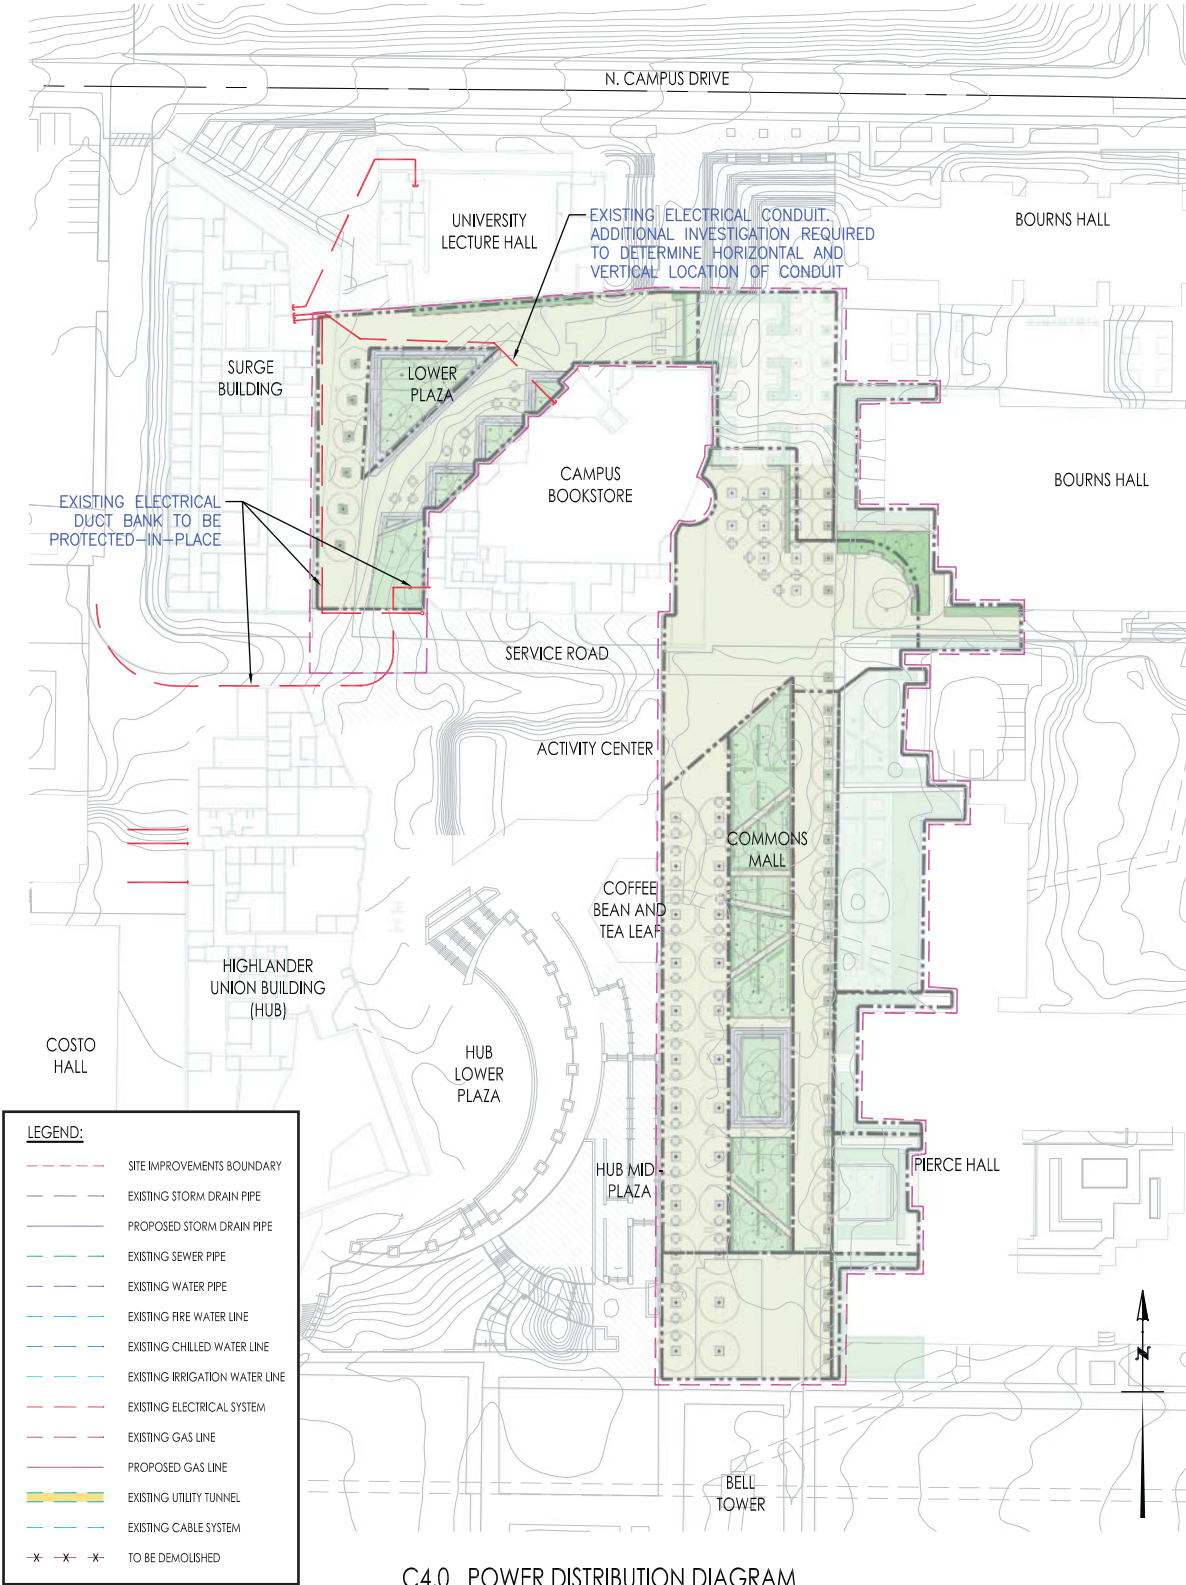 N. CAMPUS DRIVE
UNIVERSITY
LECTURE HALL
EXISTING ELECTRICAL CONDUIT.
ADDITIONAL INVESTIGATION REQUIRED
TO DETERMINE HORIZONTAL AND
VERTICAL LOCATION OF CONDUIT
BOURNS HALL
SURGE
BUILDING
LOWER
PLAZA
CAMPUS
BOOKSTORE
BOURNS HALL
EXISTING ELECTRICAL
DUCT BANK TO BE
PROTECTED-IN-PLACE
SERVICE ROAD
ACTIVITY CENTER
COMMONS
MALL
COFFEE
BEAN AND
TEA LEAF
HIGHLANDER
UNION BUILDING
(HUB)
COSTO
HALL
HUB
LOWER
PLAZA
HUB MID-
PLAZA
PIERCE HALL
LEGEND:
SITE IMPROVEMENTS BOUNDARY
EXISTING STORM DRAIN PIPE
PROPOSED STORM DRAIN PIPE
EXISTING SEWER PIPE
EXISTING WATER PIPE
EXISTING FIRE WATER LINE
EXISTING CHILLED WATER LINE
EXISTING IRRIGATION WATER LINE
EXISTING ELECTRICAL SYSTEM
EXISTING GAS LINE
PROPOSED GAS LINE
EXISTING UTILITY TUNNEL
EXISTING CABLE SYSTEM
X X X TO BE DEMOLISHED
N
BELL
TOWER
C4.0 POWER DISTRIBUTION DIAGRAM